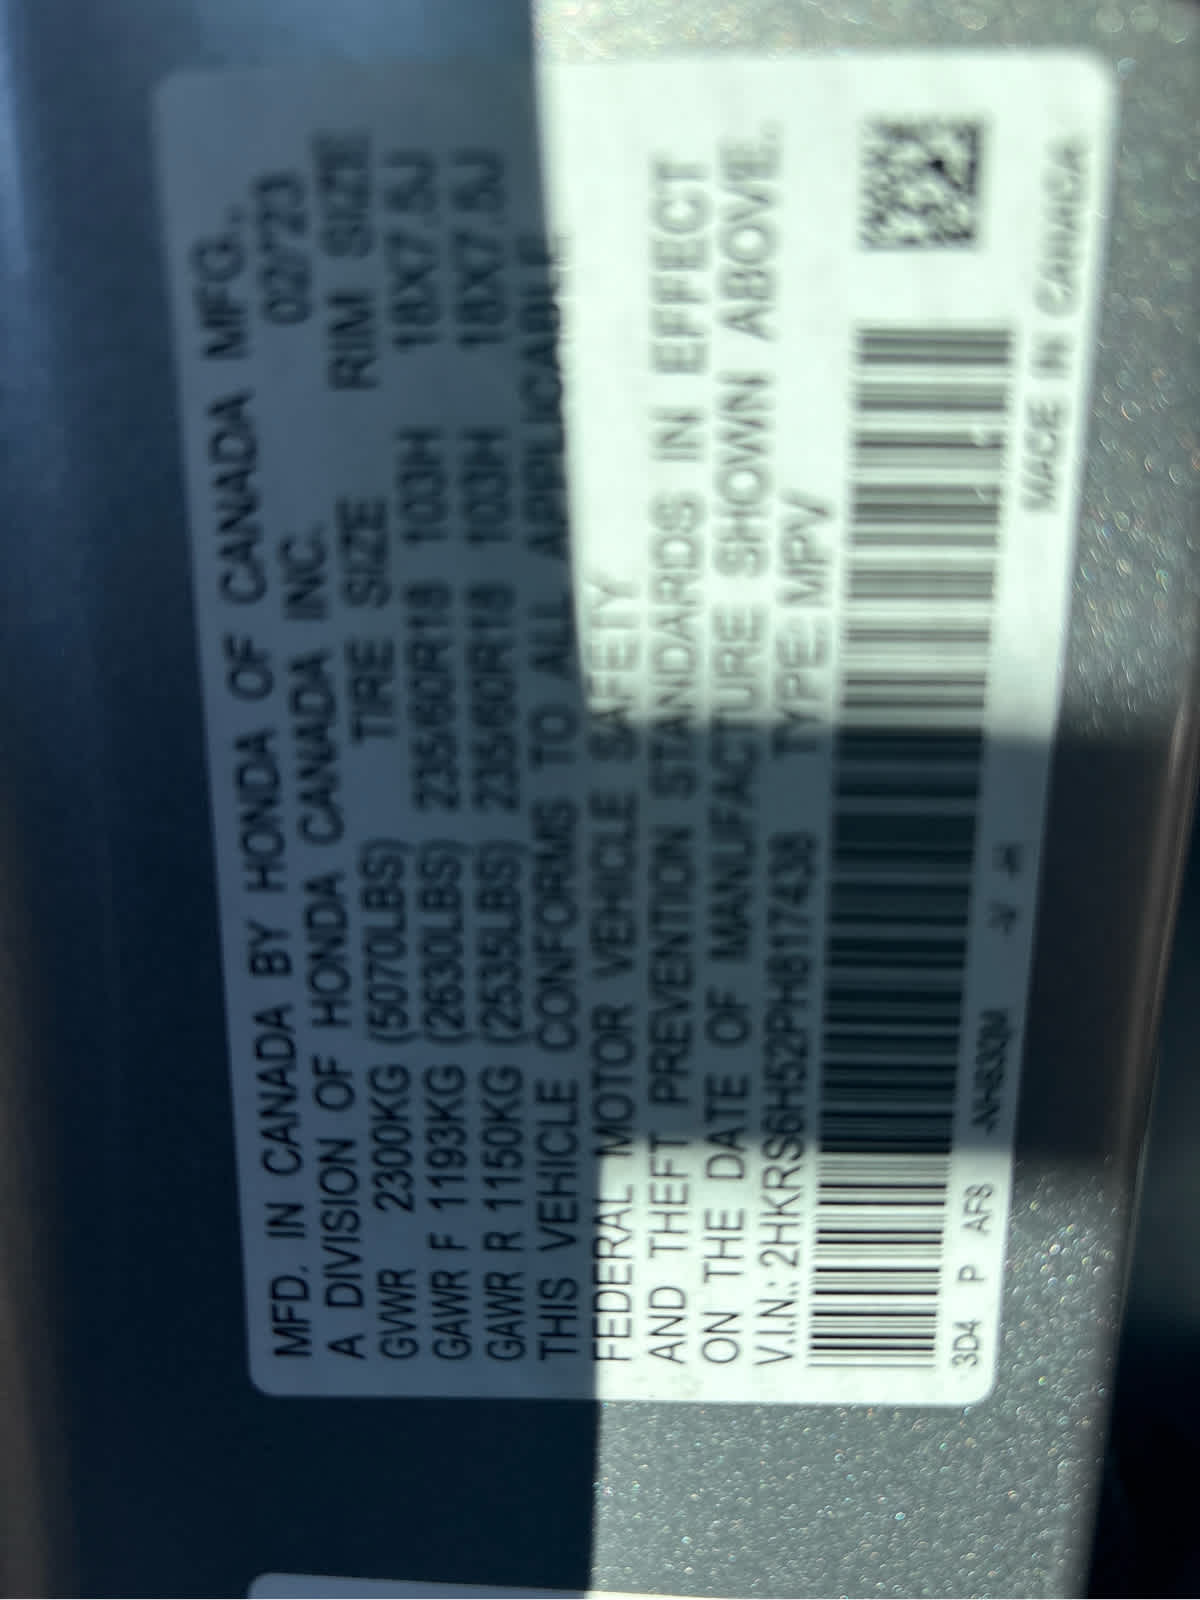 MFD. IN CANADA BY HONDA OF CANADA MFG.,
A DIVISION OF HONDA CANADA INC. 02/23
TIRE SIZE RIM SIZE
GVWR 2300KG (5070LBS)
GAWR F 1193KG (2630LBS) 235/60R18 103H 18X7.5J
GAWR R 1150KG (2535LBS) 235/60R18 103H 18X7.5J
THIS VEHICLE CONFORMS TO ALL APPLICABLE
FEDERAL MOTOR VEHICLE SAFETY
AND THEFT PREVENTION STANDARDS IN EFFECT
ON THE DATE OF MANUFACTURE SHOWN ABOVE.
V.I.N.: 2HKRS6H52PH817438 TYPE: MPV
3D4 P AF8
MADE IN CANADA